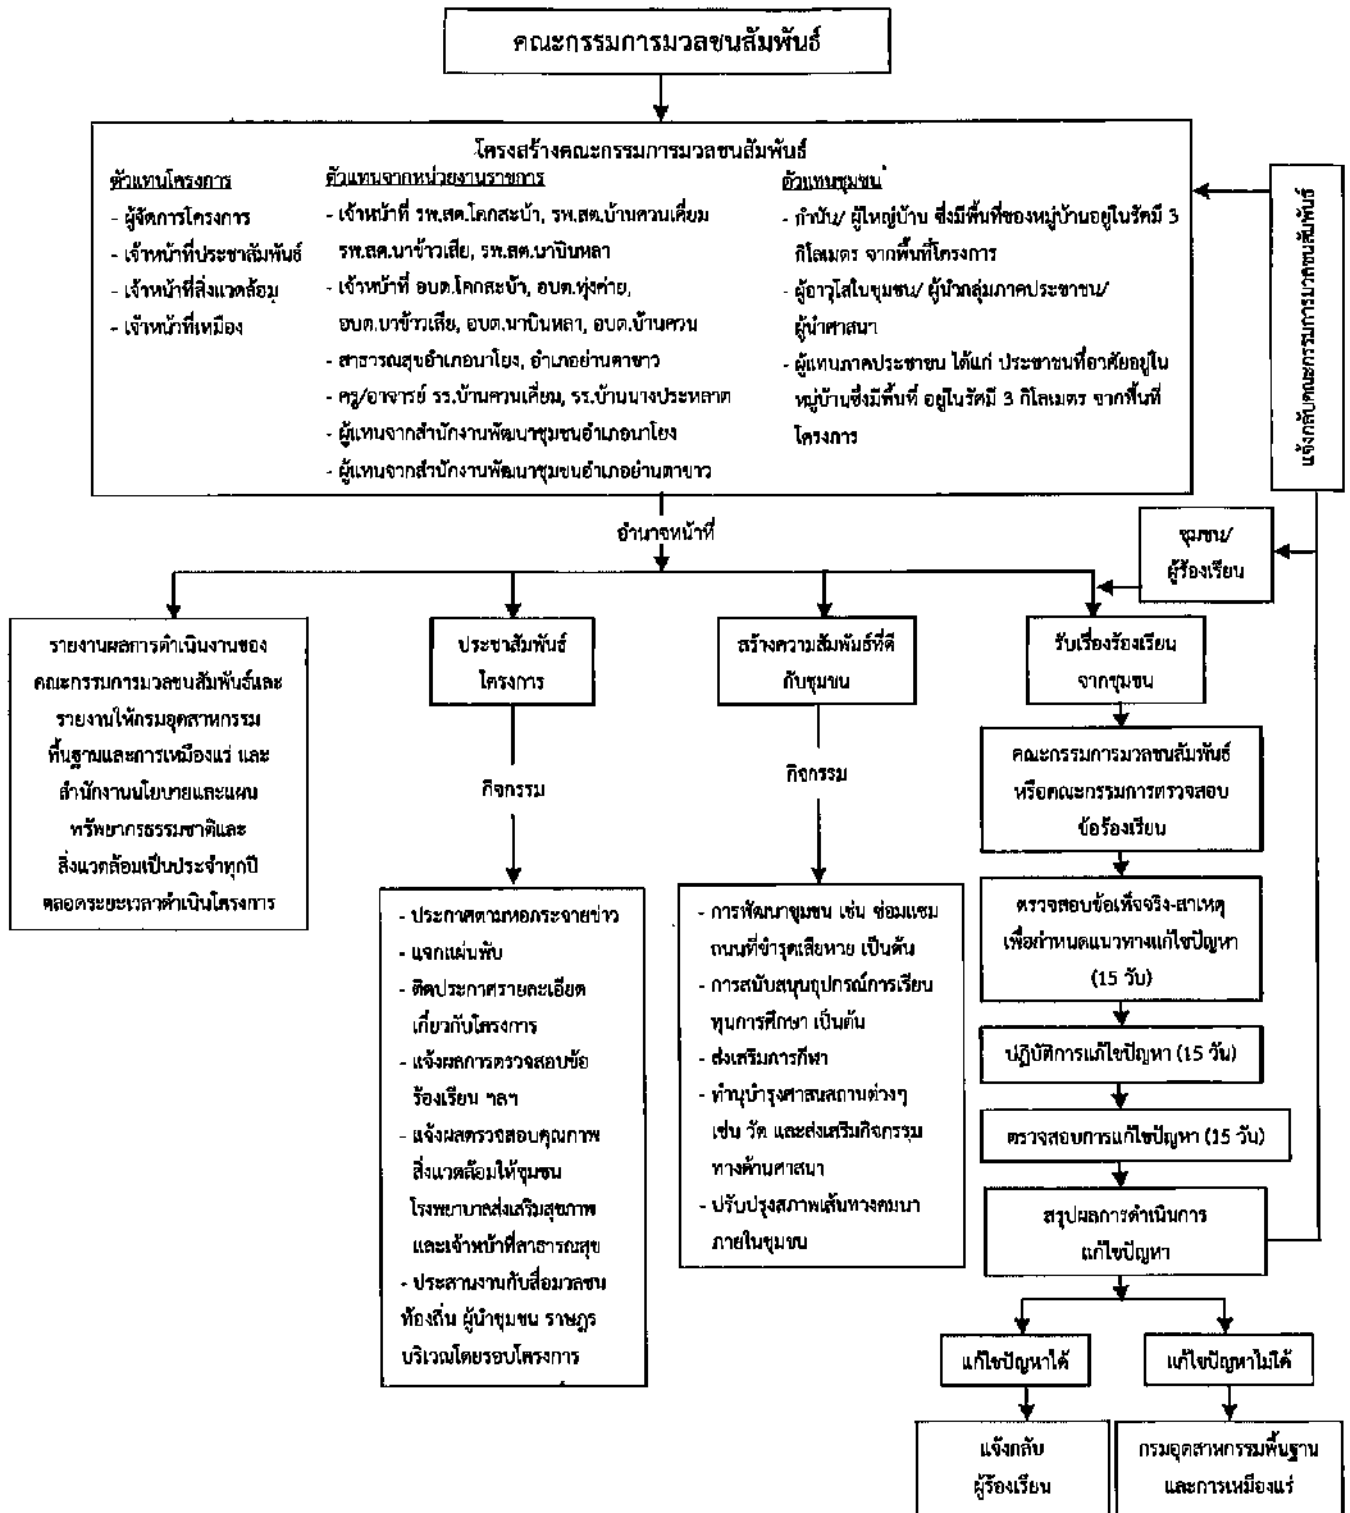 คณะกรรมการมวลชนสัมพันธ์
โครงสร้างคณะกรรมการมวลชนสัมพันธ์
ตัวแทนโครงการ
- ผู้จัดการโครงการ
- เจ้าหน้าที่ประชาสัมพันธ์
- เจ้าหน้าที่สิ่งแวดล้อม
- เจ้าหน้าที่เหมือง
ตัวแทนจากหน่วยงานราชการ
- เจ้าหน้าที่ รพ.สต.โคกสะบ้า, รพ.สต.บ้านควนเคี่ยม
รพ.สต.นาข้าวเสีย, รพ.สต.นาบินหลา
- เจ้าหน้าที่ อบต.โคกสะบ้า, อบต.ทุ่งค่าย,
อบต.นาข้าวเสีย, อบต.นาบินหลา, อบต.บ้านควน
- สาธารณสุขอำเภอนาโยง, อำเภอย่านตาขาว
- ครู/อาจารย์ รร.บ้านควนเคี่ยม, รร.บ้านนางประหลาด
- ผู้แทนจากสำนักงานพัฒนาชุมชนอำเภอนาโยง
- ผู้แทนจากสำนักงานพัฒนาชุมชนอำเภอย่านตาขาว
ตัวแทนชุมชน
- กำนัน/ ผู้ใหญ่บ้าน ซึ่งมีพื้นที่ของหมู่บ้านอยู่ในรัศมี 3
กิโลเมตร จากพื้นที่โครงการ
- ผู้อาวุโสในชุมชน/ ผู้นำกลุ่มภาคประชาชน/
ผู้นำศาสนา
- ผู้แทนภาคประชาชน ได้แก่ ประชาชนที่อาศัยอยู่ใน
หมู่บ้านซึ่งมีพื้นที่ อยู่ในรัศมี 3 กิโลเมตร จากพื้นที่
โครงการ
แจ้งกลับคณะกรรมการมวลชนสัมพันธ์
อำนาจหน้าที่
ชุมชน/
ผู้ร้องเรียน
รายงานผลการดำเนินงานของ
คณะกรรมการมวลชนสัมพันธ์และ
รายงานให้กรมอุตสาหกรรม
พื้นฐานและการเหมืองแร่ และ
สำนักงานนโยบายและแผน
ทรัพยากรธรรมชาติและ
สิ่งแวดล้อมเป็นประจำทุกปี
ตลอดระยะเวลาดำเนินโครงการ
ประชาสัมพันธ์
โครงการ
กิจกรรม
- ประกาศตามหอกระจายข่าว
- แจกแผ่นพับ
- ติดประกาศรายละเอียด
เกี่ยวกับโครงการ
- แจ้งผลการตรวจสอบข้อ
ร้องเรียน ฯลฯ
- แจ้งผลตรวจสอบคุณภาพ
สิ่งแวดล้อมให้ชุมชน
โรงพยาบาลส่งเสริมสุขภาพ
และเจ้าหน้าที่สาธารณสุข
- ประสานงานกับสื่อมวลชน
ท้องถิ่น ผู้นำชุมชน ราษฎร
บริเวณโดยรอบโครงการ
สร้างความสัมพันธ์ที่ดี
กับชุมชน
กิจกรรม
- การพัฒนาชุมชน เช่น ซ่อมแซม
ถนนที่ชำรุดเสียหาย เป็นต้น
- การสนับสนุนอุปกรณ์การเรียน
ทุนการศึกษา เป็นต้น
- ส่งเสริมการกีฬา
- ทำนุบำรุงศาสนสถานต่างๆ
เช่น วัด และส่งเสริมกิจกรรม
ทางด้านศาสนา
- ปรับปรุงสภาพเส้นทางคมนา
ภายในชุมชน
รับเรื่องร้องเรียน
จากชุมชน
คณะกรรมการมวลชนสัมพันธ์
หรือคณะกรรมการตรวจสอบ
ข้อร้องเรียน
ตรวจสอบข้อเท็จจริง-สาเหตุ
เพื่อกำหนดแนวทางแก้ไขปัญหา
(15 วัน)
ปฏิบัติการแก้ไขปัญหา (15 วัน)
ตรวจสอบการแก้ไขปัญหา (15 วัน)
สรุปผลการดำเนินการ
แก้ไขปัญหา
แก้ไขปัญหาได้
แก้ไขปัญหาไม่ได้
แจ้งกลับ
ผู้ร้องเรียน
กรมอุตสาหกรรมพื้นฐาน
และการเหมืองแร่